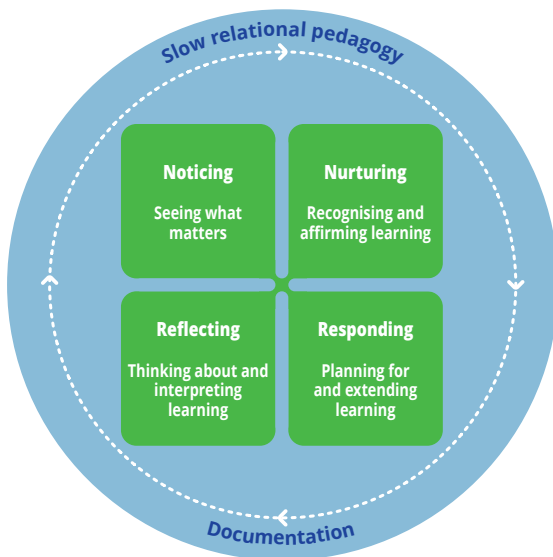 Slow relational pedagogy
Noticing
Seeing what
matters
Nurturing
Recognising and
affirming learning
Reflecting
Thinking about and
interpreting
learning
Responding
Planning for
and extending
learning
Documentation